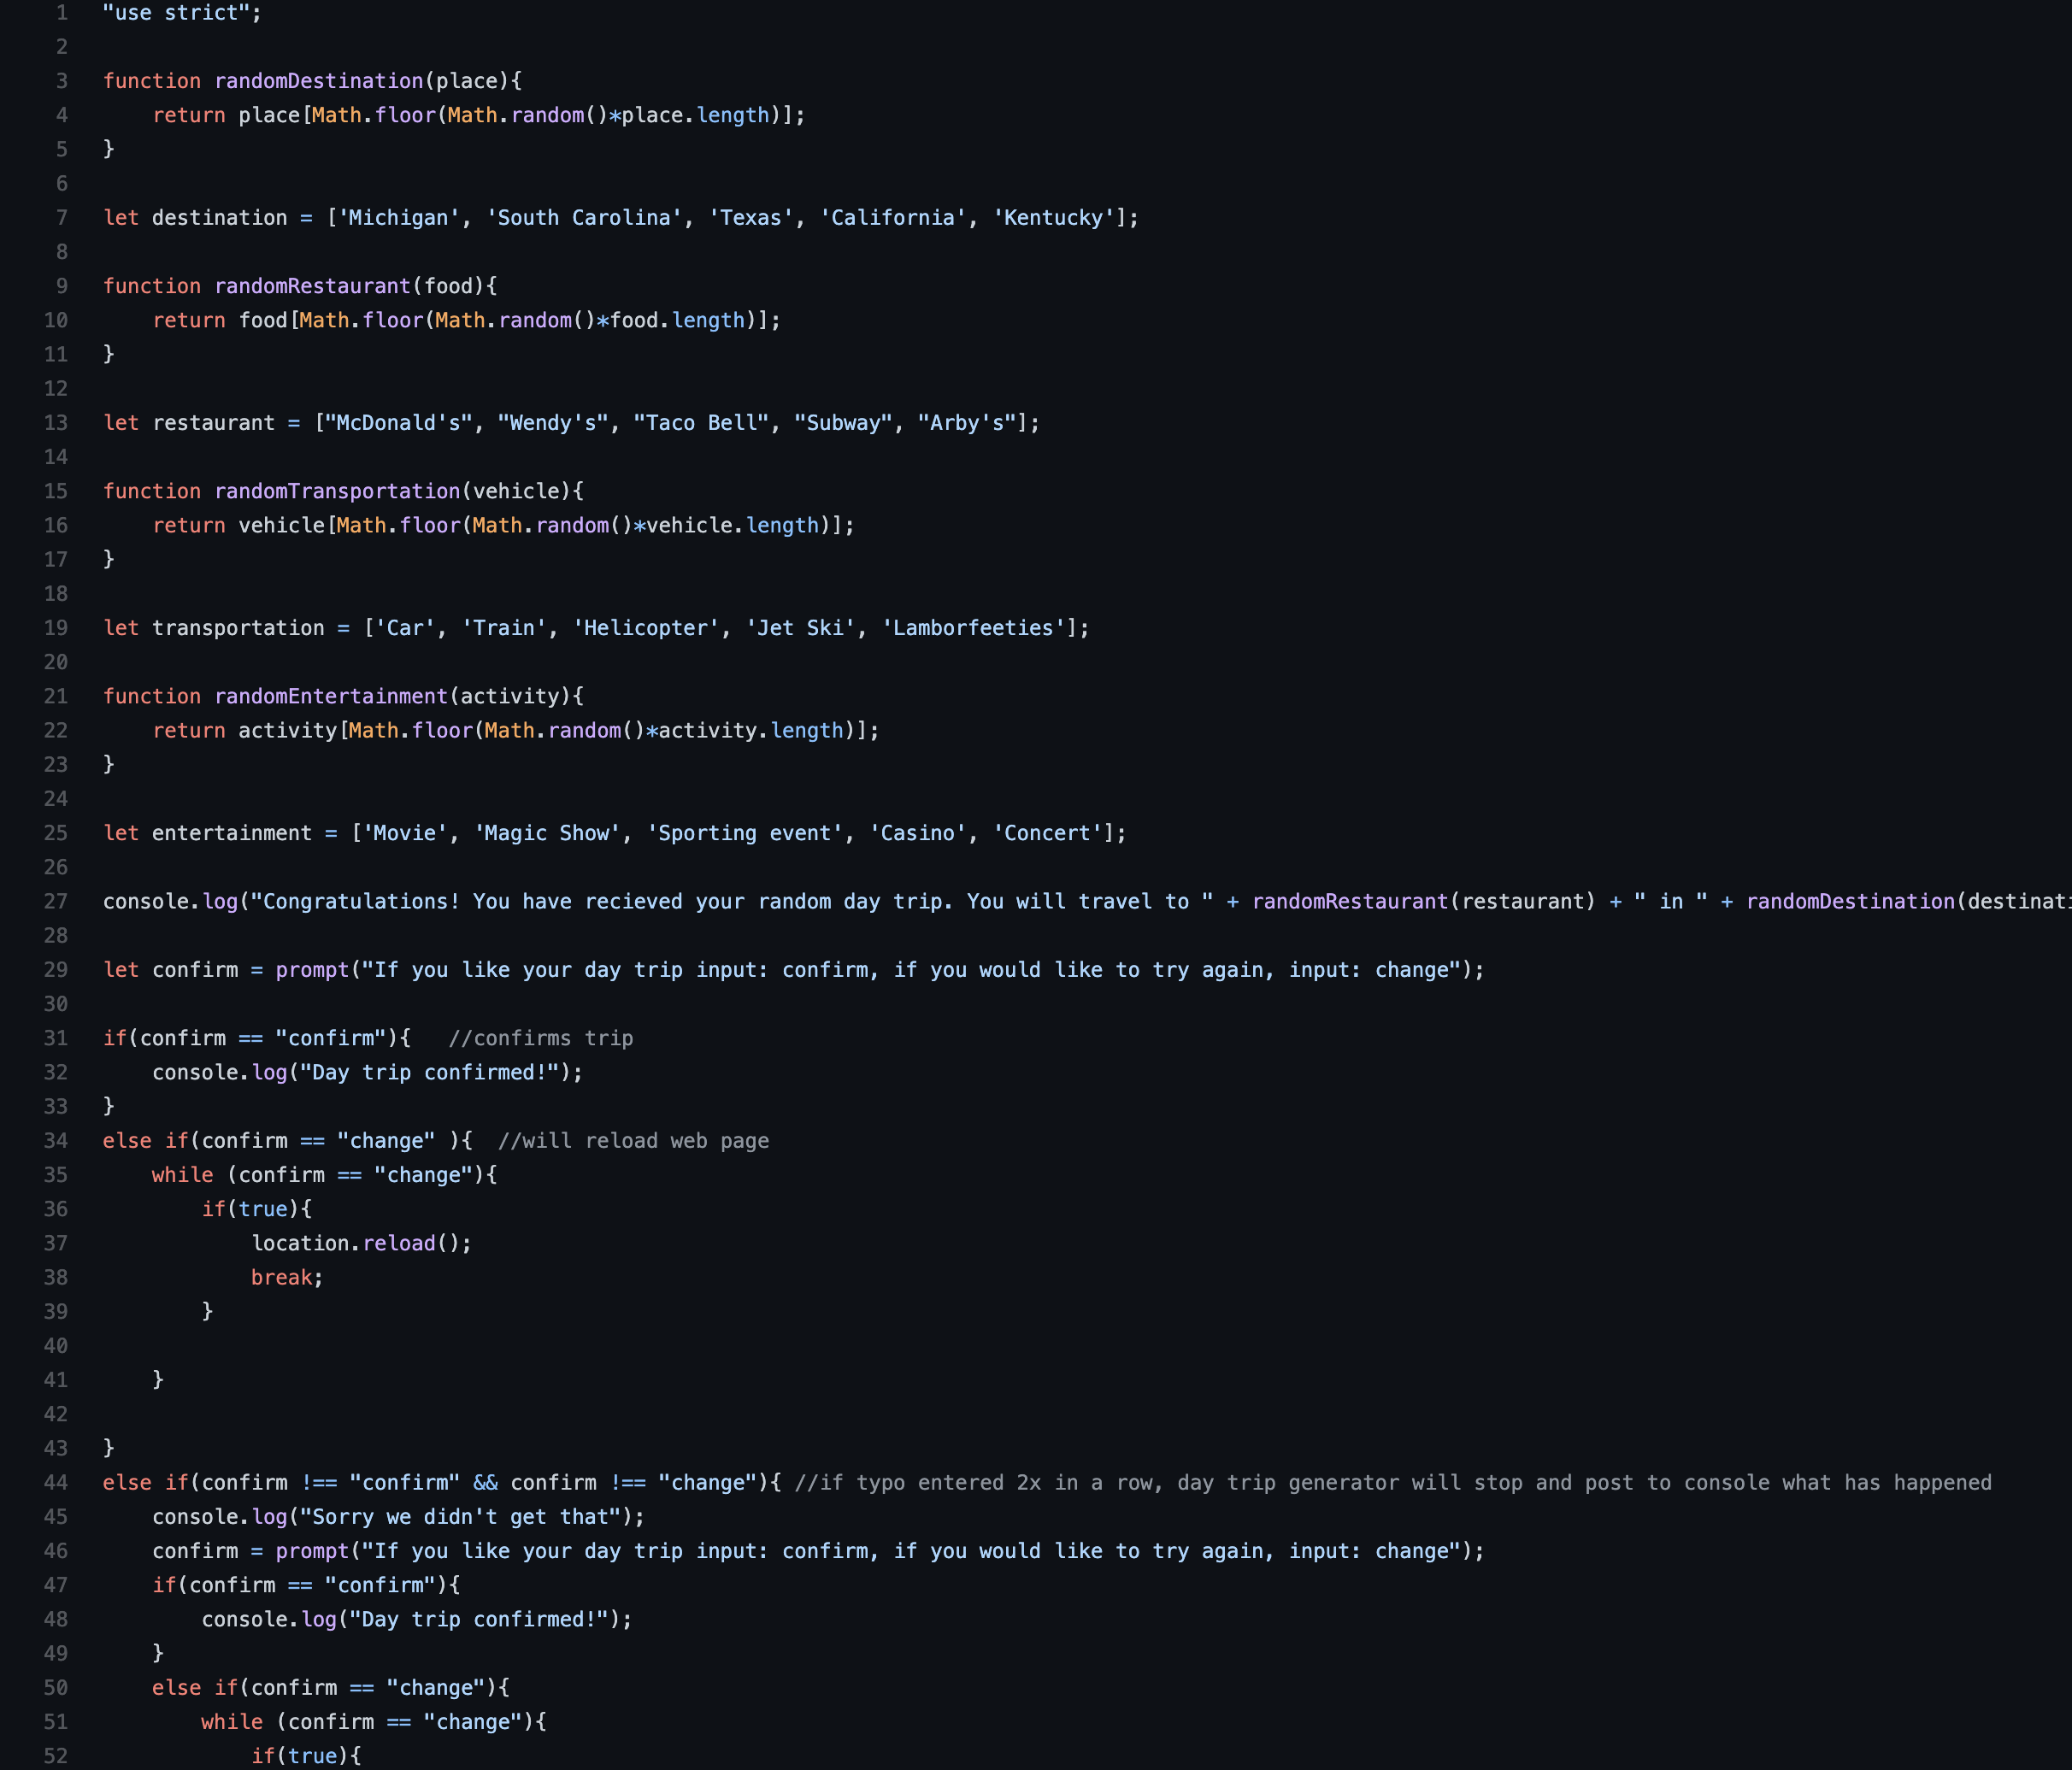 1 "use strict";
2
3 function randomDestination(place){
4     return place[Math.floor(Math.random()*place.length)];
5 }
6
7 let destination = ['Michigan', 'South Carolina', 'Texas', 'California', 'Kentucky'];
8
9 function randomRestaurant(food){
10     return food[Math.floor(Math.random()*food.length)];
11 }
12
13 let restaurant = ["McDonald's", "Wendy's", "Taco Bell", "Subway", "Arby's"];
14
15 function randomTransportation(vehicle){
16     return vehicle[Math.floor(Math.random()*vehicle.length)];
17 }
18
19 let transportation = ['Car', 'Train', 'Helicopter', 'Jet Ski', 'Lamborfeeties'];
20
21 function randomEntertainment(activity){
22     return activity[Math.floor(Math.random()*activity.length)];
23 }
24
25 let entertainment = ['Movie', 'Magic Show', 'Sporting event', 'Casino', 'Concert'];
26
27 console.log("Congratulations! You have recieved your random day trip. You will travel to " + randomRestaurant(restaurant) + " in " + randomDestination(destinati
28
29 let confirm = prompt("If you like your day trip input: confirm, if you would like to try again, input: change");
30
31 if(confirm == "confirm"){   //confirms trip
32     console.log("Day trip confirmed!");
33 }
34 else if(confirm == "change" ){  //will reload web page
35     while (confirm == "change"){
36         if(true){
37             location.reload();
38             break;
39         }
40
41     }
42
43 }
44 else if(confirm !== "confirm" && confirm !== "change"){ //if typo entered 2x in a row, day trip generator will stop and post to console what has happened
45     console.log("Sorry we didn't get that");
46     confirm = prompt("If you like your day trip input: confirm, if you would like to try again, input: change");
47     if(confirm == "confirm"){
48         console.log("Day trip confirmed!");
49     }
50     else if(confirm == "change"){
51         while (confirm == "change"){
52             if(true){